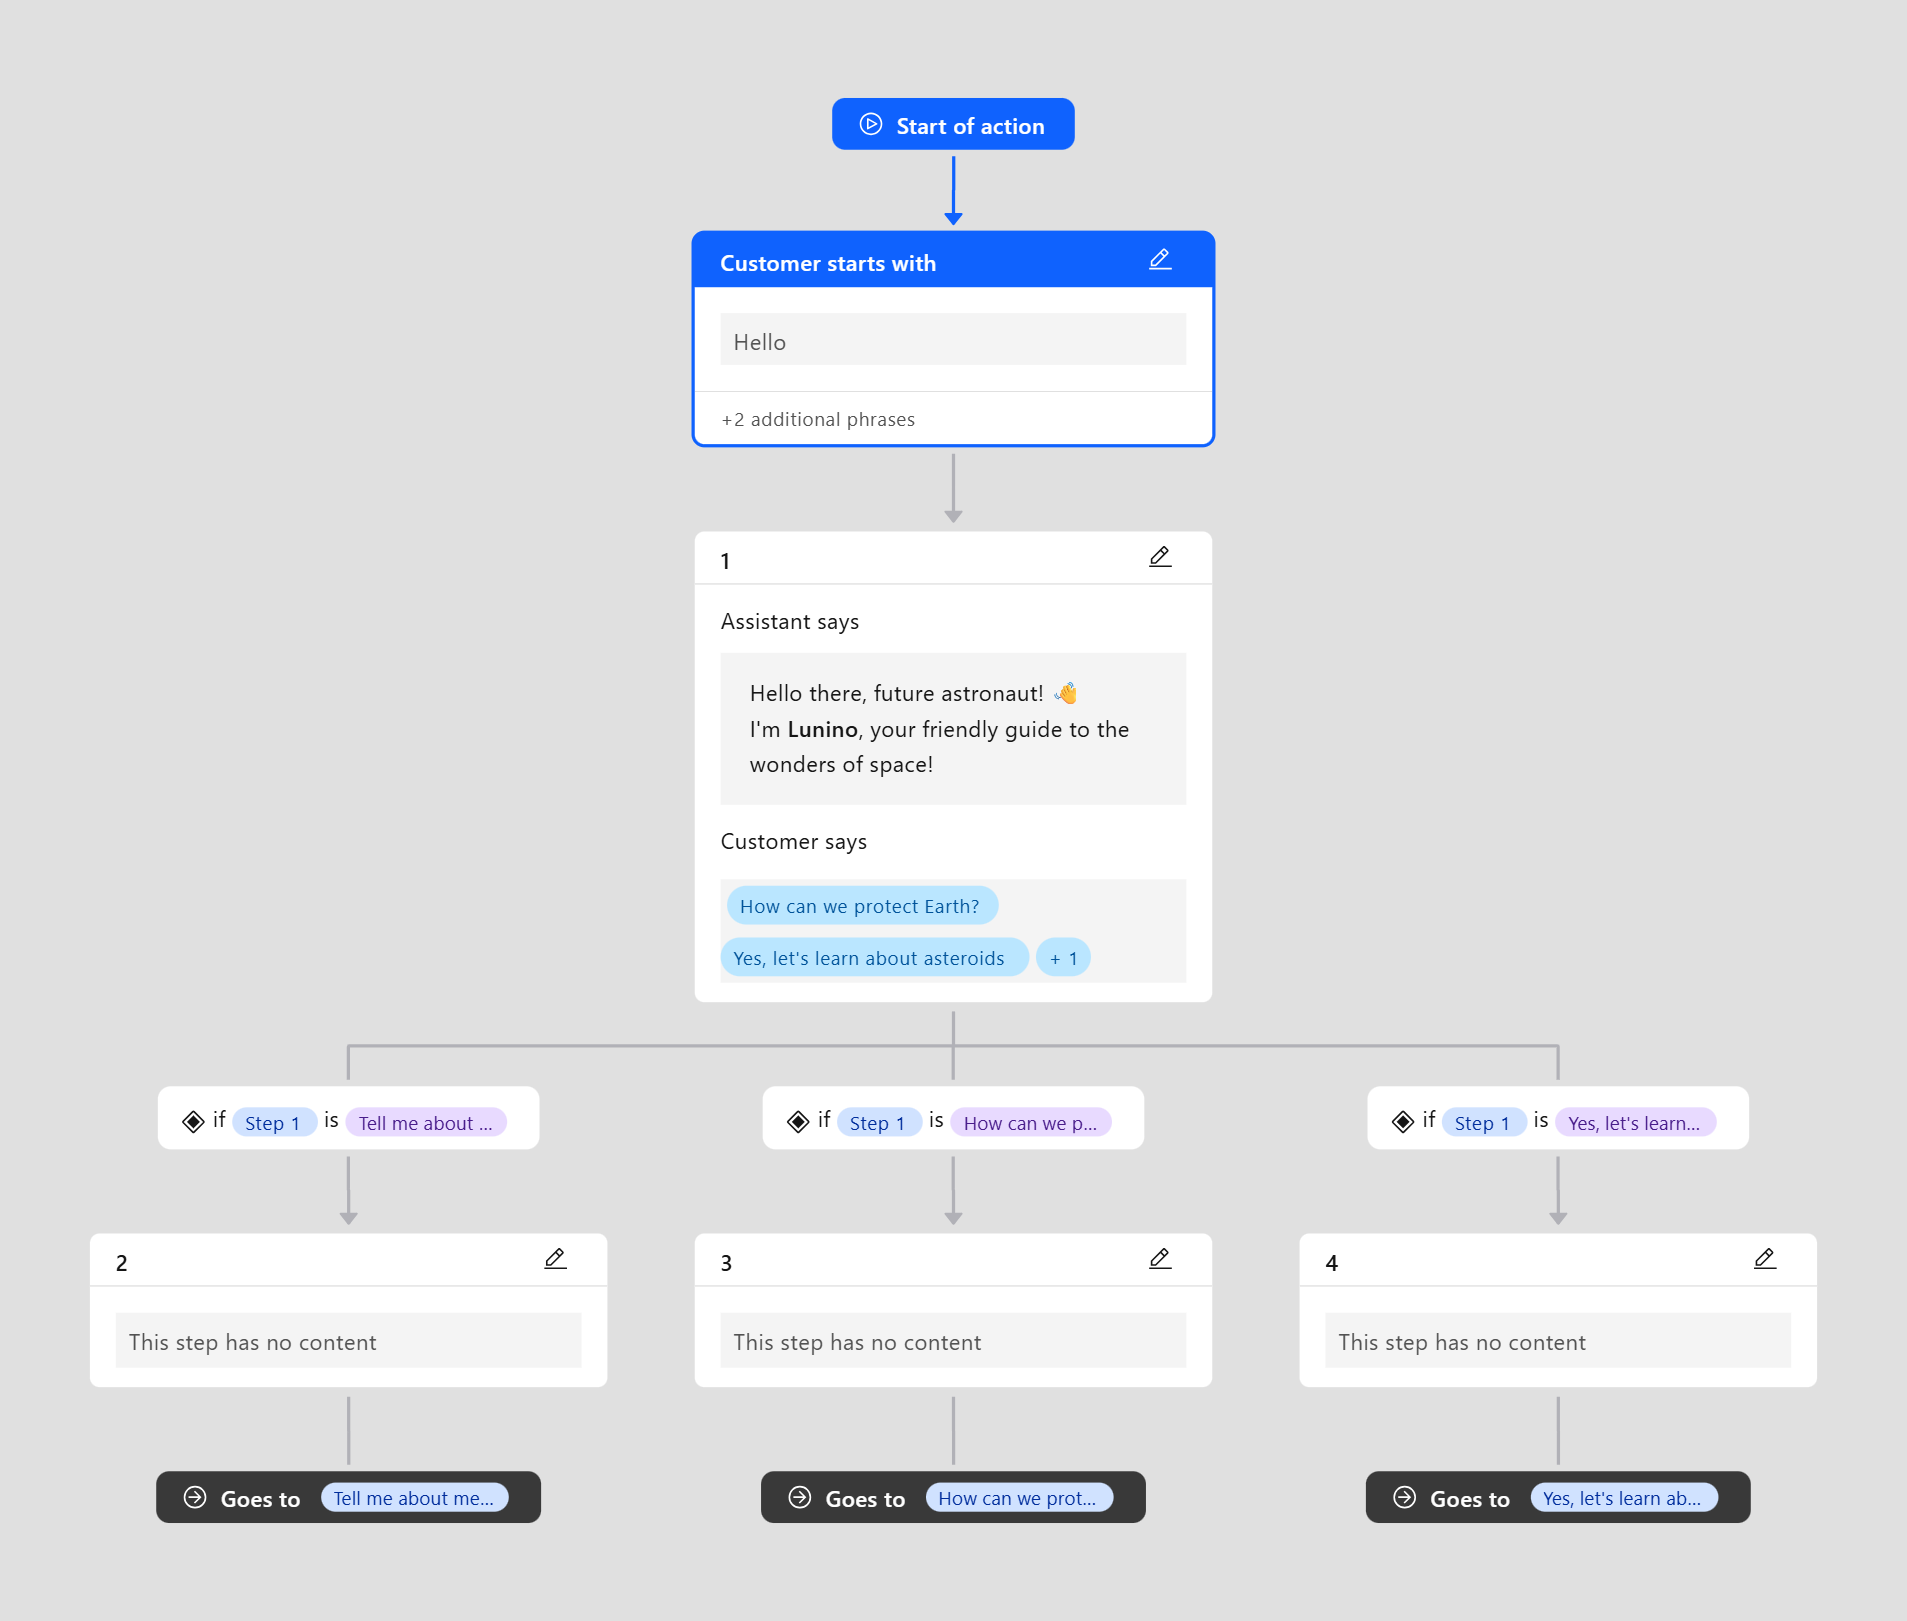 Start of action
Customer starts with
Hello
+2 additional phrases
1
Assistant says
Hello there, future astronaut! 👋
I'm Lunino, your friendly guide to the
wonders of space!
Customer says
How can we protect Earth?
Yes, let's learn about asteroids + 1
if Step 1 is Tell me about ...
if Step 1 is How can we p...
if Step 1 is Yes, let's learn...
2
This step has no content
3
This step has no content
4
This step has no content
Goes to Tell me about me...
Goes to How can we prot...
Goes to Yes, let's learn ab...